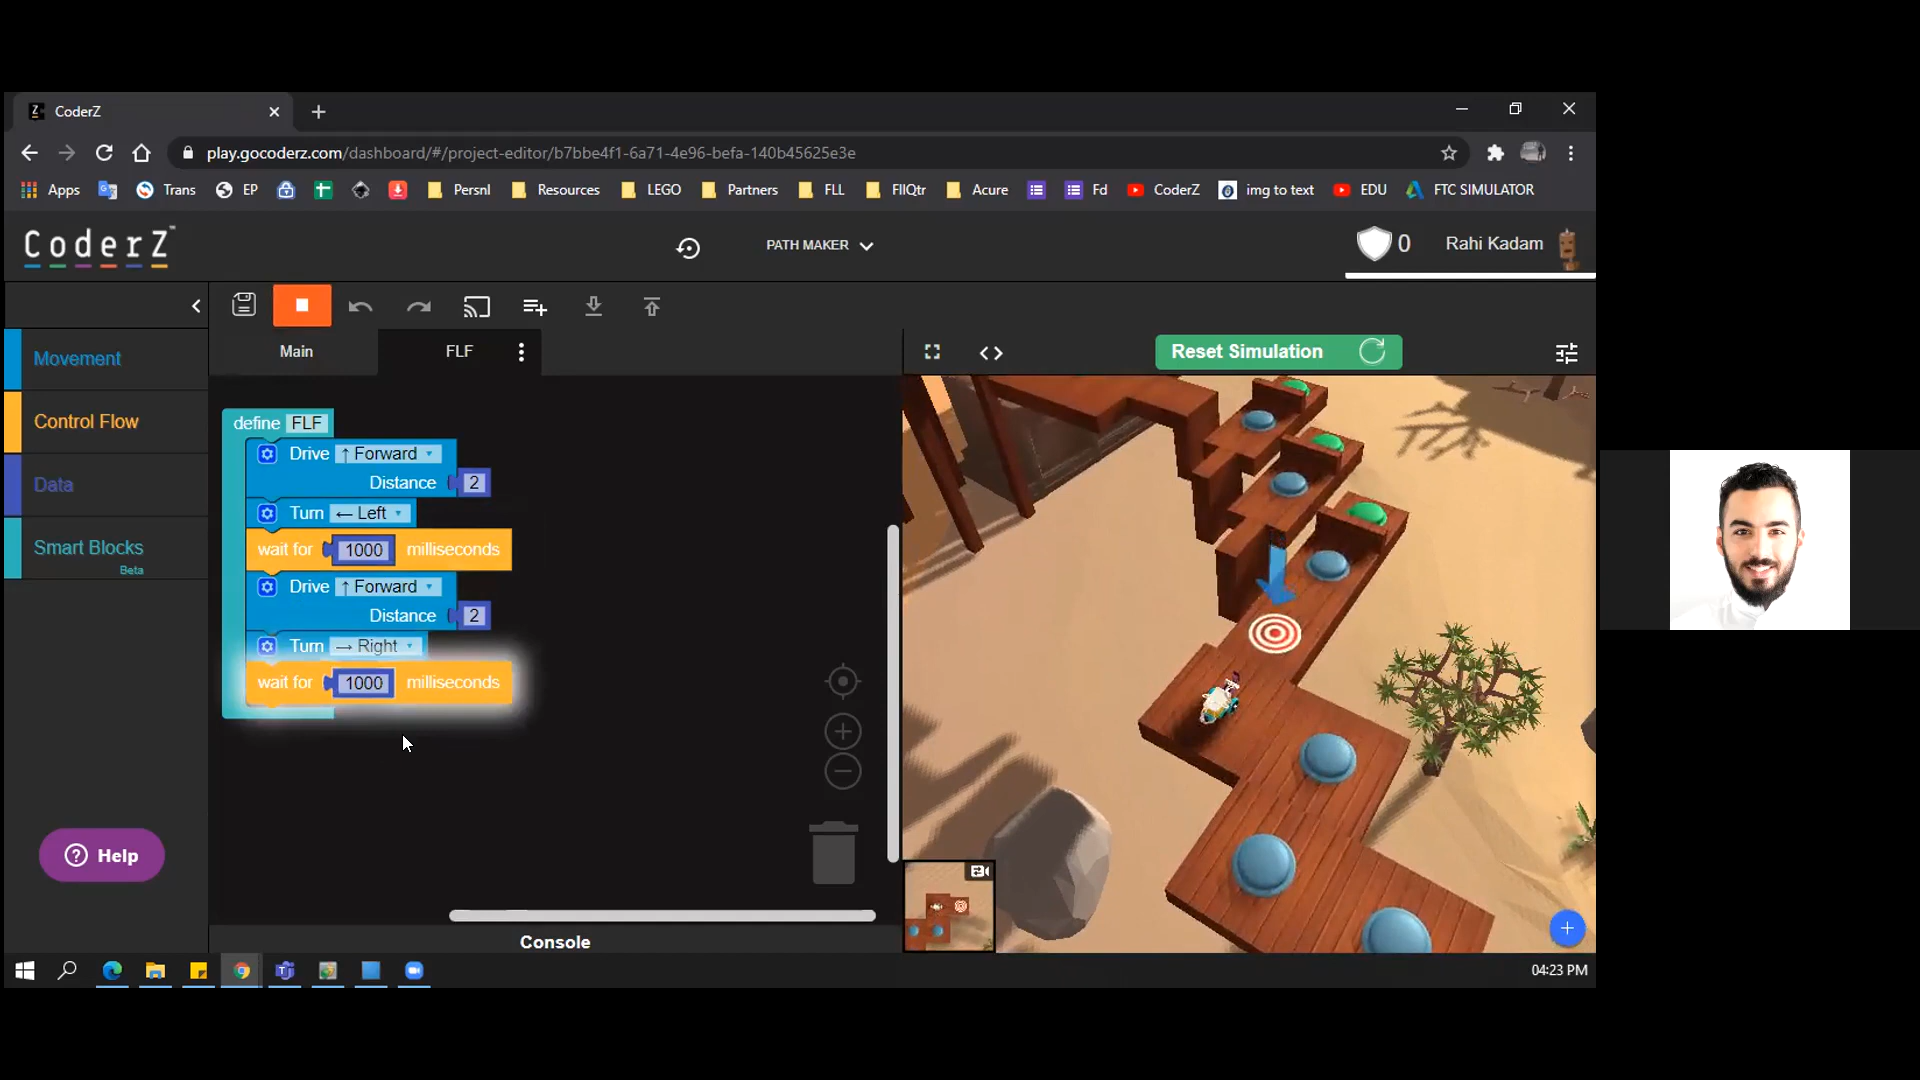 CoderZ
play.gocoderz.com/dashboard/#/project-editor/b7bbe4f1-6a71-4e96-befa-140b45625e3e
Apps Trans EP Persnl Resources LEGO Partners FLL FllQtr Acure Fd CoderZ img to text EDU FTC SIMULATOR
CoderZ™ PATH MAKER 0 Rahi Kadam
Main FLF Reset Simulation
Movement
Control Flow
Data
Smart Blocks
Beta
define FLF
Drive ↑ Forward
Distance 2
Turn ← Left
wait for 1000 milliseconds
Drive ↑ Forward
Distance 2
Turn → Right
wait for 1000 milliseconds
Help
Console
04:23 PM